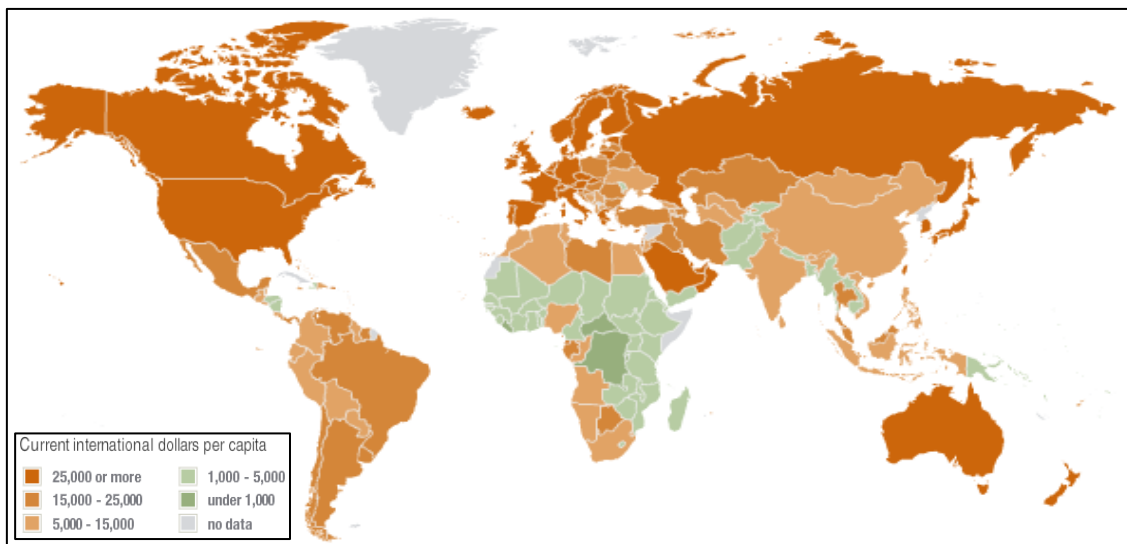 Current international dollars per capita
25,000 or more
15,000 - 25,000
5,000 - 15,000
1,000 - 5,000
under 1,000
no data